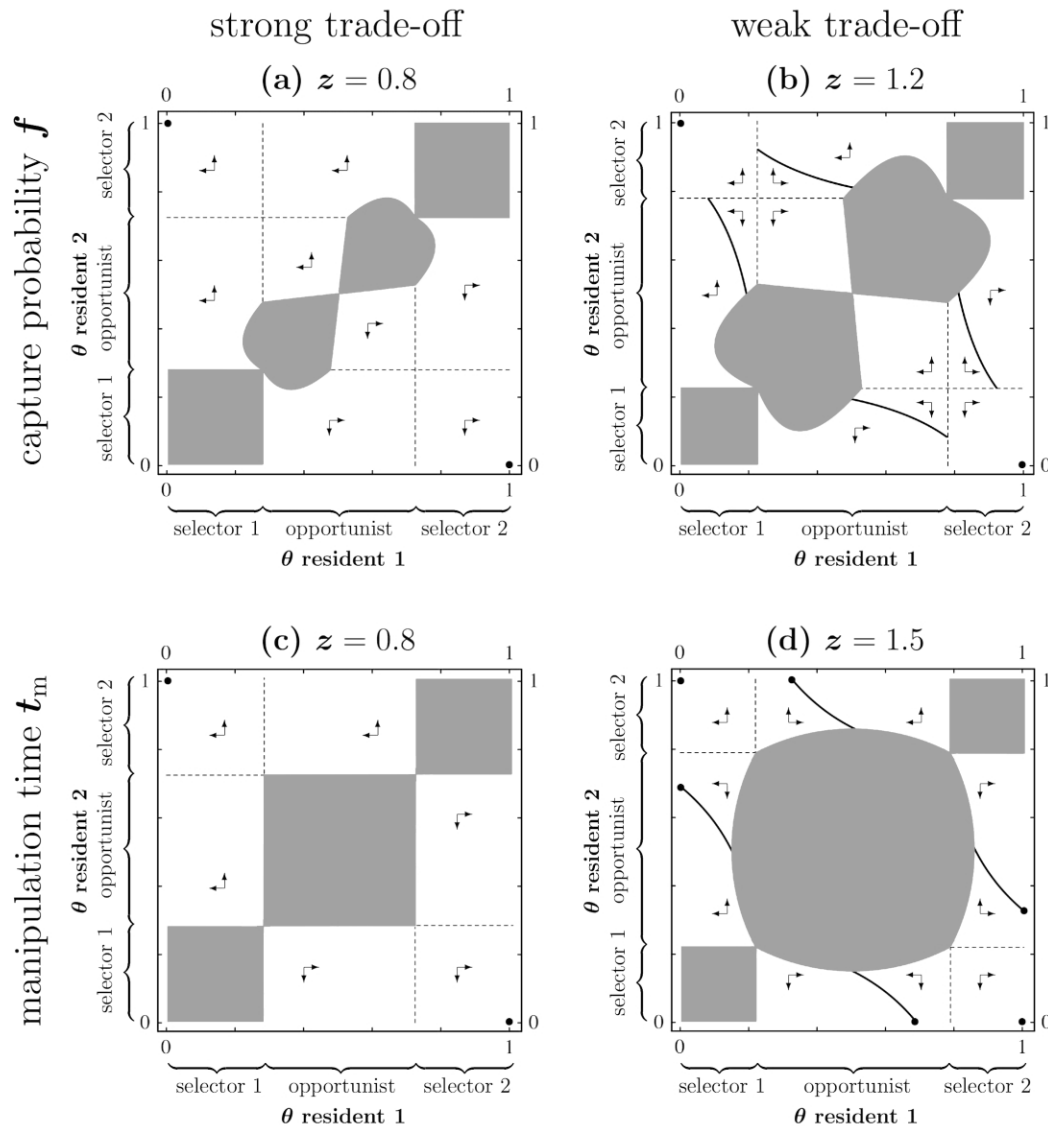 strong trade-off
weak trade-off
capture probability f
manipulation time tm
(a) z = 0.8
0
1
1
0
1
0
0
1
selector 2
opportunist
selector 1
θ resident 2
selector 1
opportunist
selector 2
θ resident 1
(b) z = 1.2
0
1
1
0
1
0
0
1
selector 2
opportunist
selector 1
θ resident 2
selector 1
opportunist
selector 2
θ resident 1
(c) z = 0.8
0
1
1
0
1
0
0
1
selector 2
opportunist
selector 1
θ resident 2
selector 1
opportunist
selector 2
θ resident 1
(d) z = 1.5
0
1
1
0
1
0
0
1
selector 2
opportunist
selector 1
θ resident 2
selector 1
opportunist
selector 2
θ resident 1